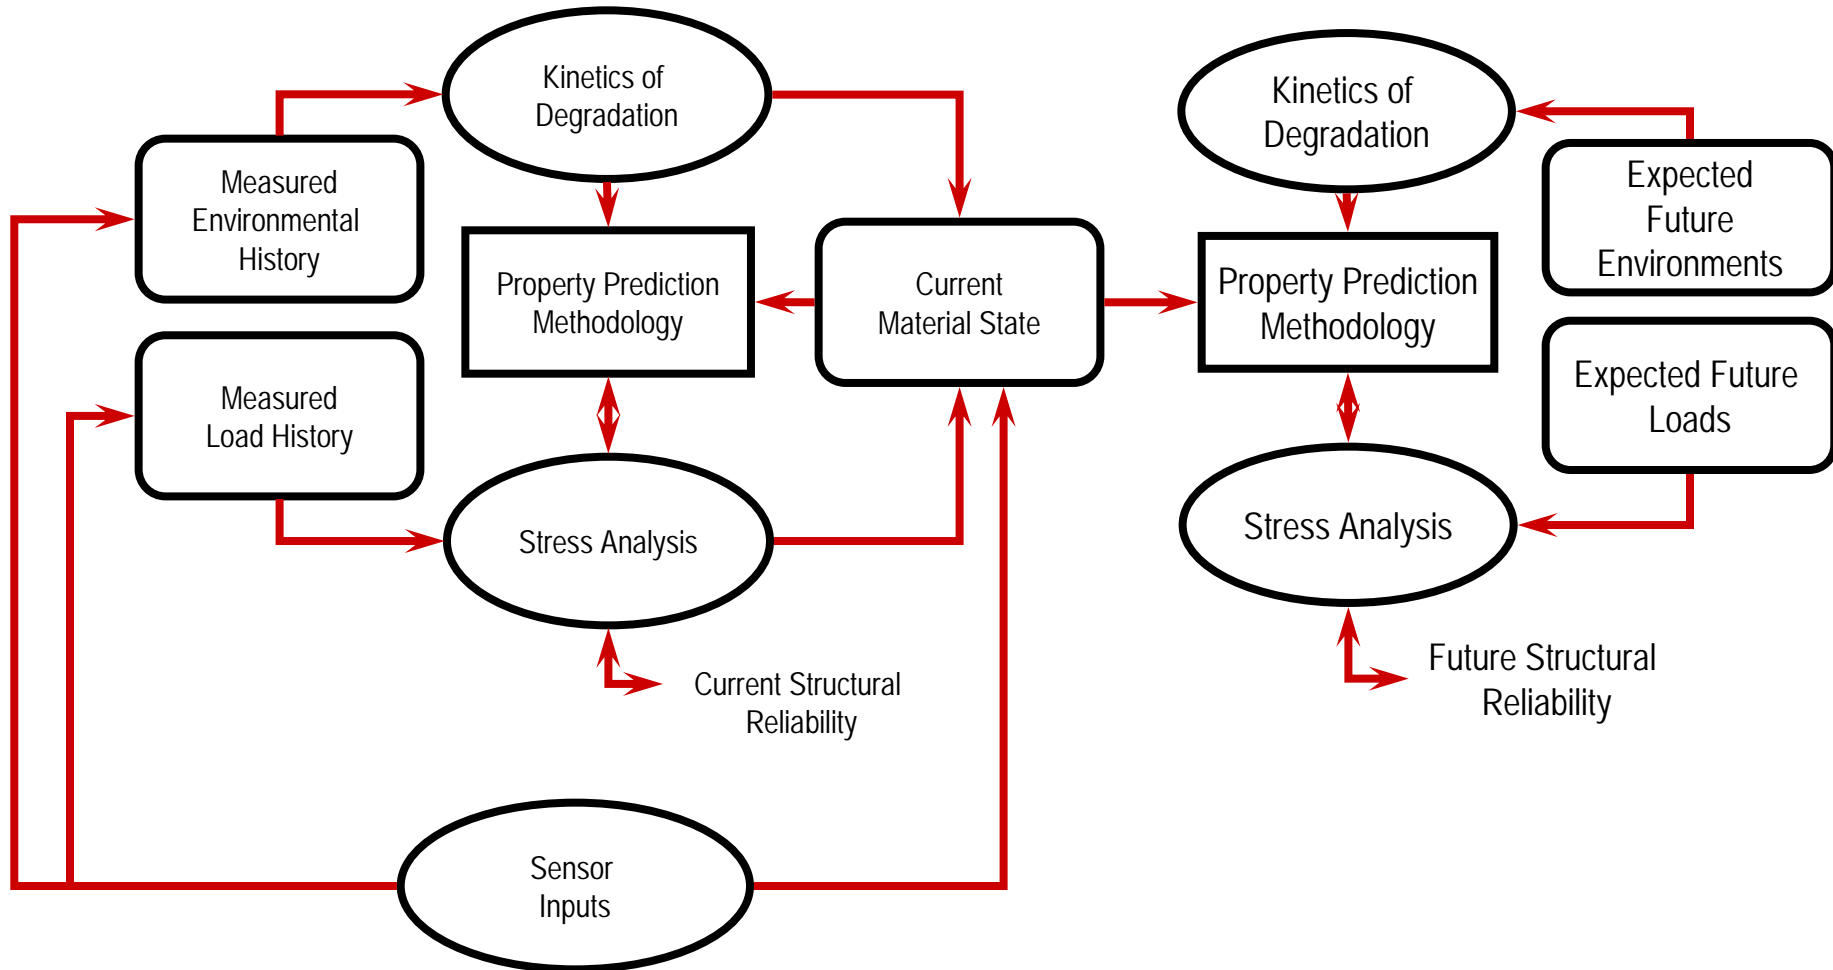 Kinetics of
Degradation
Measured
Environmental
History
Property Prediction
Methodology
Current
Material State
Measured
Load History
Stress Analysis
Current Structural
Reliability
Sensor
Inputs
Kinetics of
Degradation
Expected
Future
Environments
Property Prediction
Methodology
Expected Future
Loads
Stress Analysis
Future Structural
Reliability